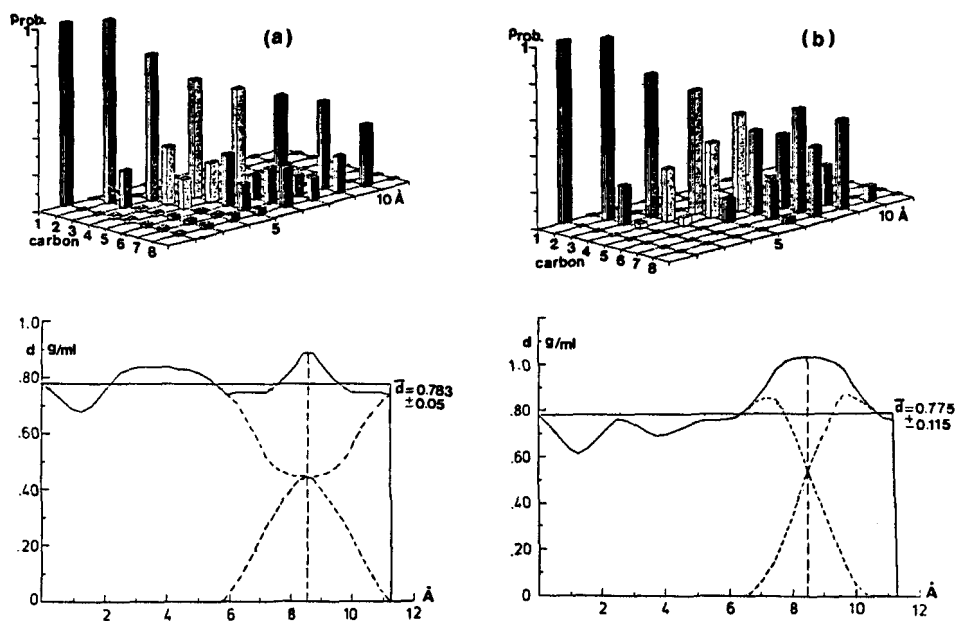 Prob.
1
(a)
1 2 3 4 5 6 7 8
carbon
5
10 Å
Prob.
1
(b)
1 2 3 4 5 6 7 8
carbon
5
10 Å
1.0
d g/ml
.80
.60
.40
.20
0
2 4 6 8 10 12
Å
d̄=0.783
±0.05
d g/ml
1.0
.80
.60
.40
.20
0
2 4 6 8 10 12
Å
d̄=0.775
±0.115